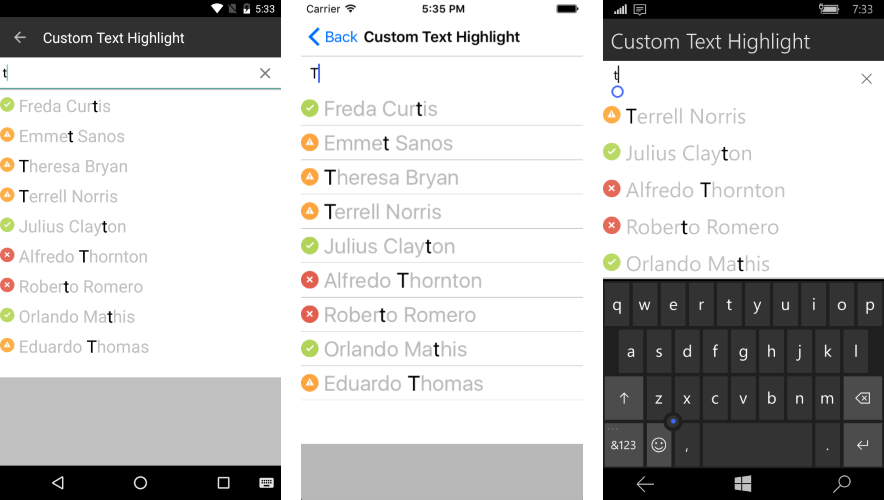 5:33
Custom Text Highlight
t
Freda Curtis
Emmet Sanos
Theresa Bryan
Terrell Norris
Julius Clayton
Alfredo Thornton
Roberto Romero
Orlando Mathis
Eduardo Thomas
Carrier 5:35 PM
Back Custom Text Highlight
T
Freda Curtis
Emmet Sanos
Theresa Bryan
Terrell Norris
Julius Clayton
Alfredo Thornton
Roberto Romero
Orlando Mathis
Eduardo Thomas
7:33
Custom Text Highlight
t
Terrell Norris
Julius Clayton
Alfredo Thornton
Roberto Romero
Orlando Mathis
q w e r t y u i o p
a s d f g h j k l
z x c v b n m
&123 , .